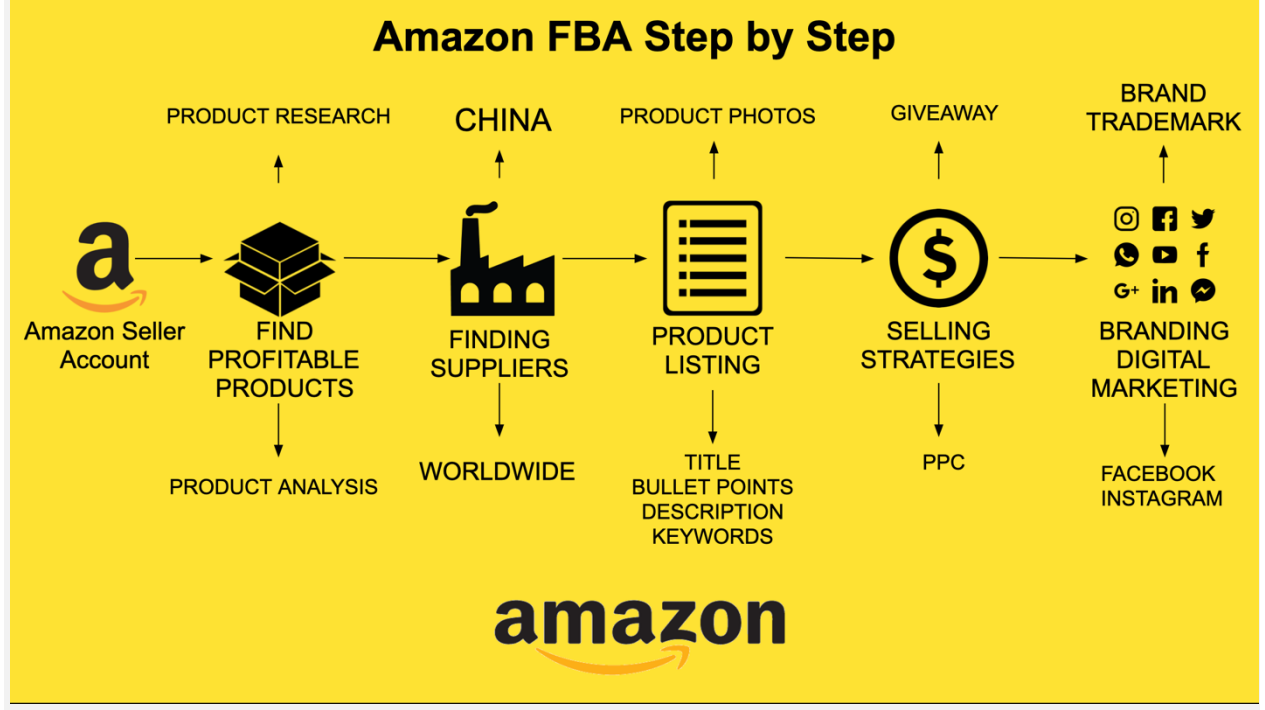 Amazon FBA Step by Step
PRODUCT RESEARCH
CHINA
PRODUCT PHOTOS
GIVEAWAY
BRAND
TRADEMARK
a
Amazon Seller
Account
FIND
PROFITABLE
PRODUCTS
FINDING
SUPPLIERS
PRODUCT
LISTING
$
SELLING
STRATEGIES
f
f
G+
in
BRANDING
DIGITAL
MARKETING
PRODUCT ANALYSIS
WORLDWIDE
TITLE
BULLET POINTS
DESCRIPTION
KEYWORDS
PPC
FACEBOOK
INSTAGRAM
amazon